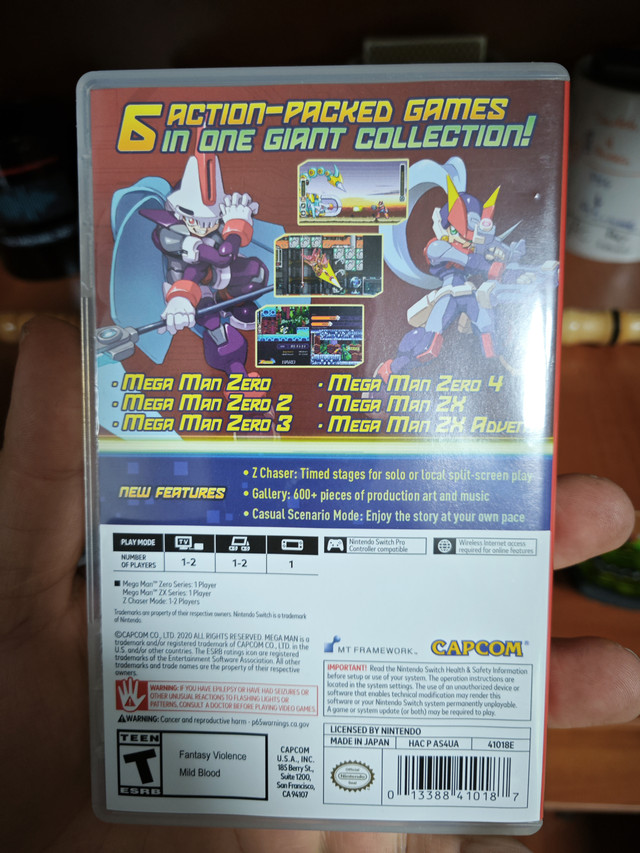 6 ACTION-PACKED GAMES
IN ONE GIANT COLLECTION!
· MEGA MAN ZERO
· MEGA MAN ZERO 2
· MEGA MAN ZERO 3
· MEGA MAN ZERO 4
· MEGA MAN ZX
· MEGA MAN ZX ADVEN
NEW FEATURES
• Z Chaser: Timed stages for solo or local split-screen play
• Gallery: 600+ pieces of production art and music
• Casual Scenario Mode: Enjoy the story at your own pace
PLAY MODE TV
NUMBER
OF PLAYERS 1-2 1-2 1
Nintendo Switch Pro
Controller compatible
Wireless Internet access
required for online features
■ Mega Man™ Zero Series: 1 Player
Mega Man™ ZX Series: 1 Player
Z Chaser Mode: 1-2 Players
Trademarks are property of their respective owners. Nintendo Switch is a trademark
of Nintendo.
©CAPCOM CO., LTD. 2020 ALL RIGHTS RESERVED. MEGA MAN is a
trademark and/or registered trademark of CAPCOM CO., LTD. in the
U.S. and/or other countries. The ESRB ratings icon are registered
trademarks of the Entertainment Software Association. All other
trademarks and trade names are the property of their respective
owners.
MT FRAMEWORK™
CAPCOM®
WARNING: IF YOU HAVE EPILEPSY OR HAVE HAD SEIZURES OR
OTHER UNUSUAL REACTIONS TO FLASHING LIGHTS OR
PATTERNS, CONSULT A DOCTOR BEFORE PLAYING VIDEO GAMES.
WARNING: Cancer and reproductive harm - p65warnings.ca.gov
IMPORTANT! Read the Nintendo Switch Health & Safety Information
before setup or use of your system. The operation instructions are
located in the system settings. The use of an unauthorized device or
software that enables technical modification may render this
software or your Nintendo Switch system permanently unplayable.
A game or system update (or both) may be required to play.
TEEN
T
ESRB
Fantasy Violence
Mild Blood
CAPCOM
U.S.A., INC.
185 Berry St.,
Suite 1200,
San Francisco,
CA 94107
LICENSED BY NINTENDO
MADE IN JAPAN HAC P AS4UA 41018E
Official
Nintendo
Seal
0 13388 41018 7